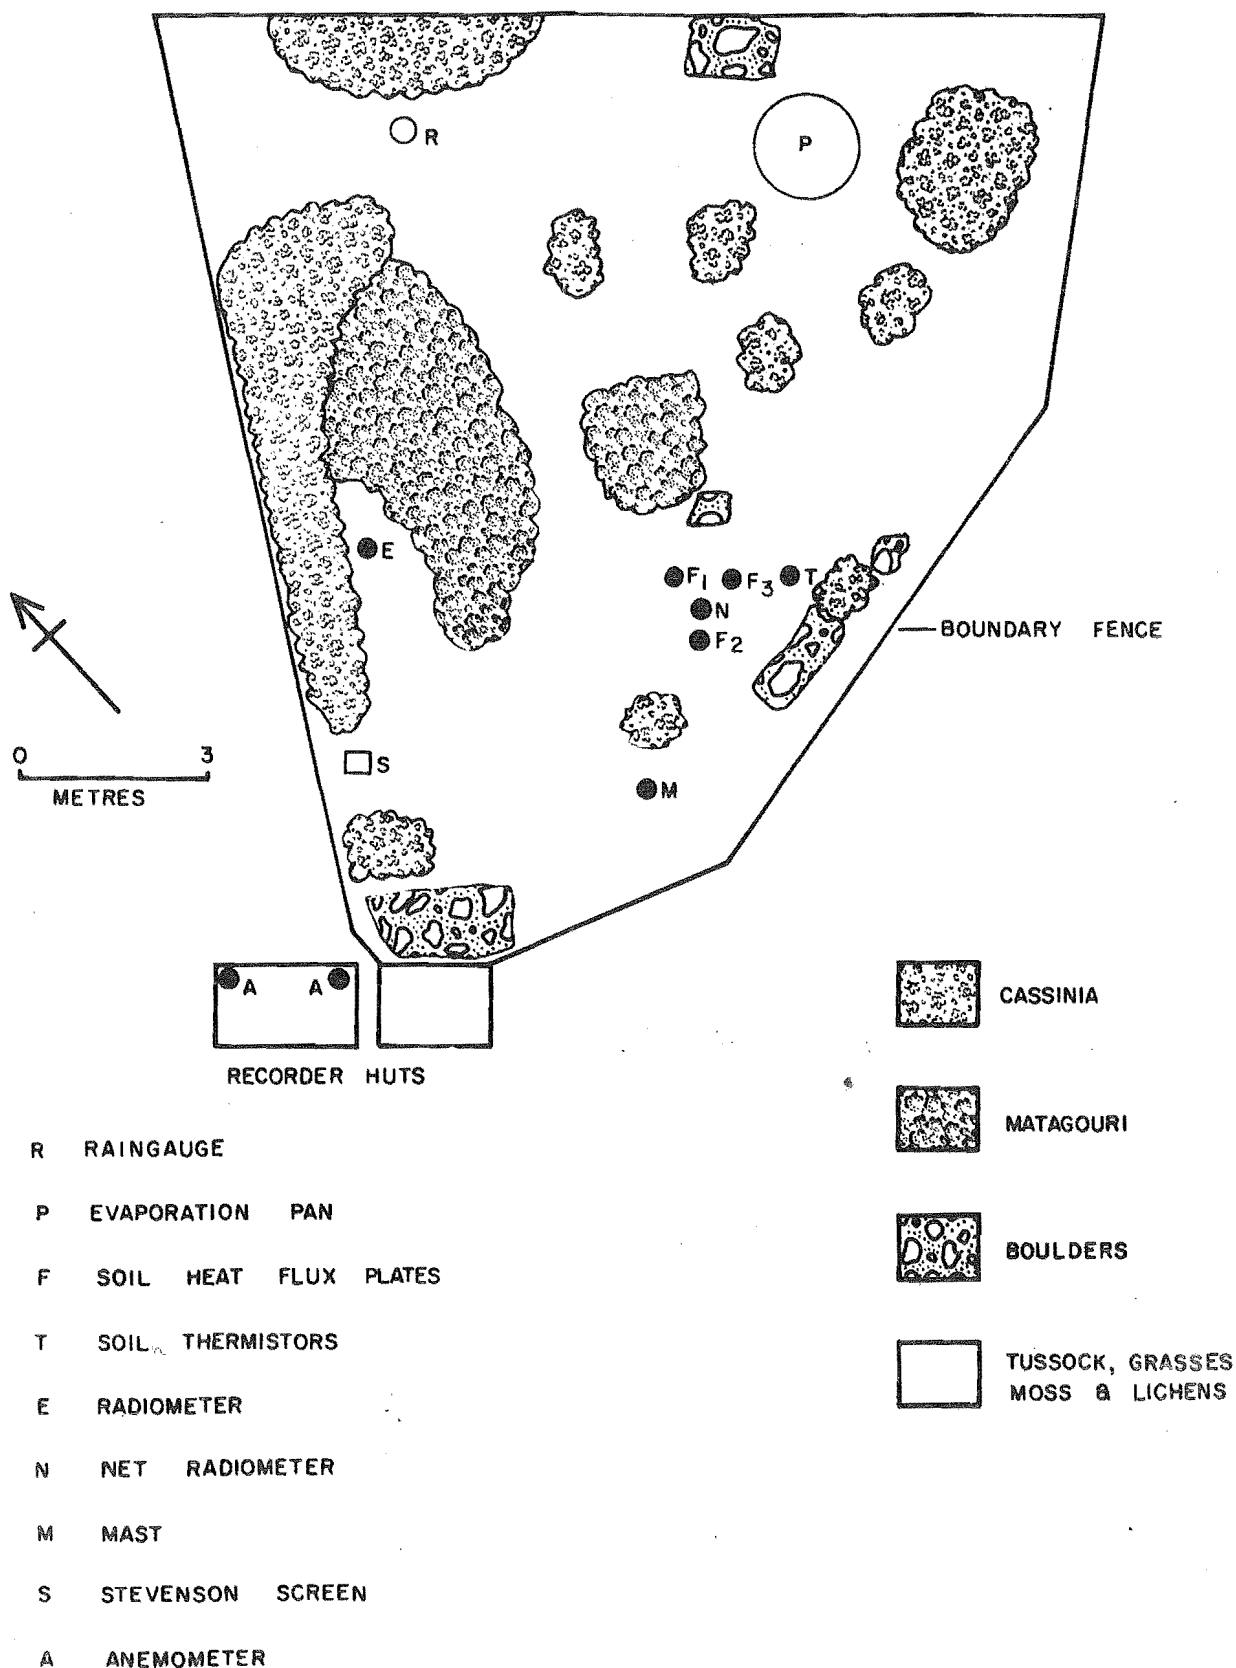 R
P
E
F1 F3 T
N
F2
BOUNDARY FENCE
0 3
METRES
S
M
A A
RECORDER HUTS
CASSINIA
MATAGOURI
BOULDERS
TUSSOCK, GRASSES
MOSS & LICHENS
R RAINGAUGE
P EVAPORATION PAN
F SOIL HEAT FLUX PLATES
T SOIL THERMISTORS
E RADIOMETER
N NET RADIOMETER
M MAST
S STEVENSON SCREEN
A ANEMOMETER